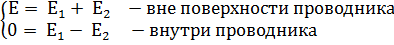 E = E₁ + E₂ – вне поверхности проводника
0 = E₁ – E₂ – внутри проводника